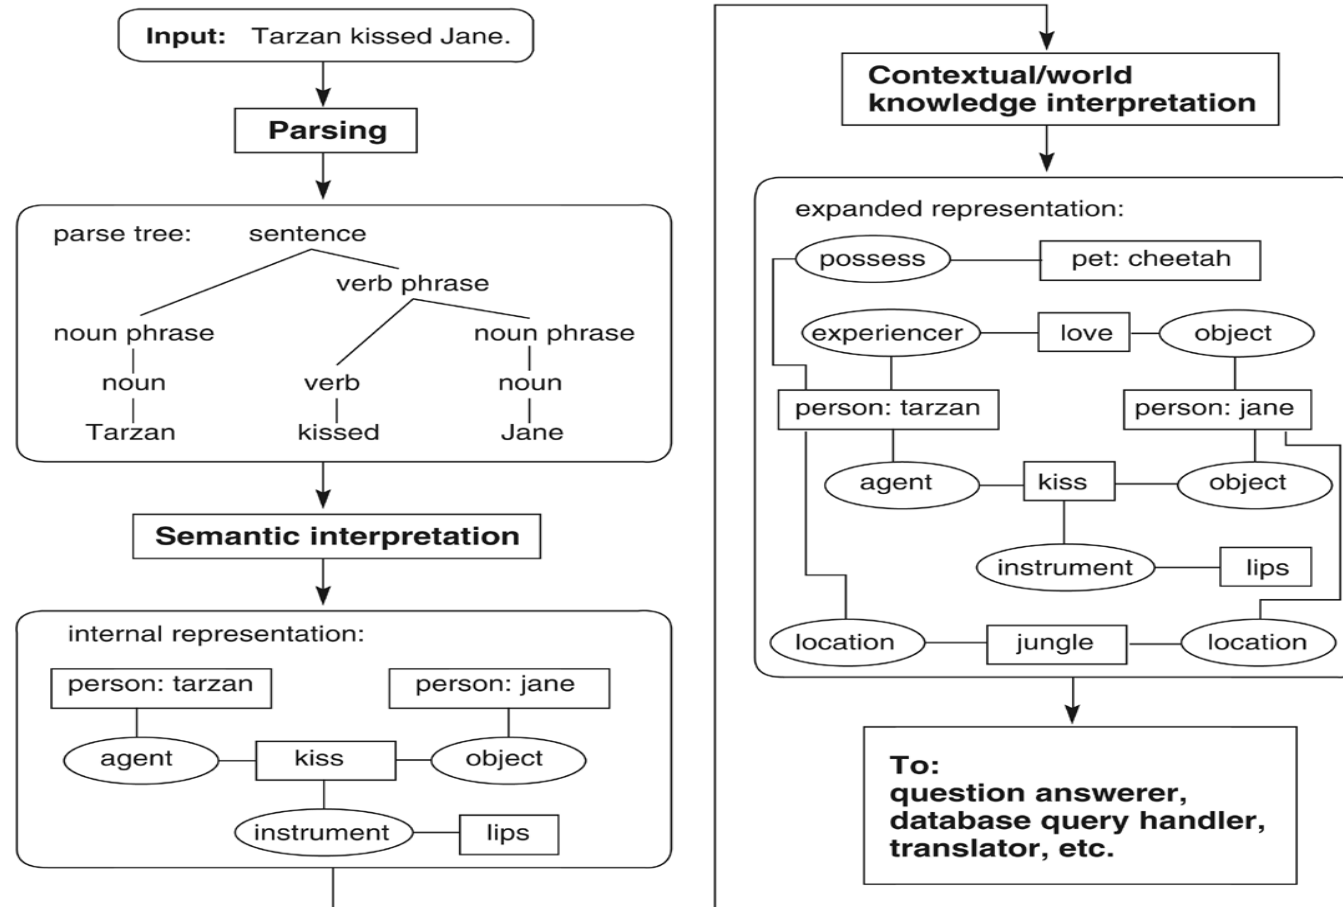 Input: Tarzan kissed Jane.
Parsing
parse tree: sentence
verb phrase
noun phrase noun phrase
noun verb noun
Tarzan kissed Jane
Semantic interpretation
internal representation:
person: tarzan person: jane
agent kiss object
instrument lips
Contextual/world
knowledge interpretation
expanded representation:
possess pet: cheetah
experiencer love object
person: tarzan person: jane
agent kiss object
instrument lips
location jungle location
To:
question answerer,
database query handler,
translator, etc.